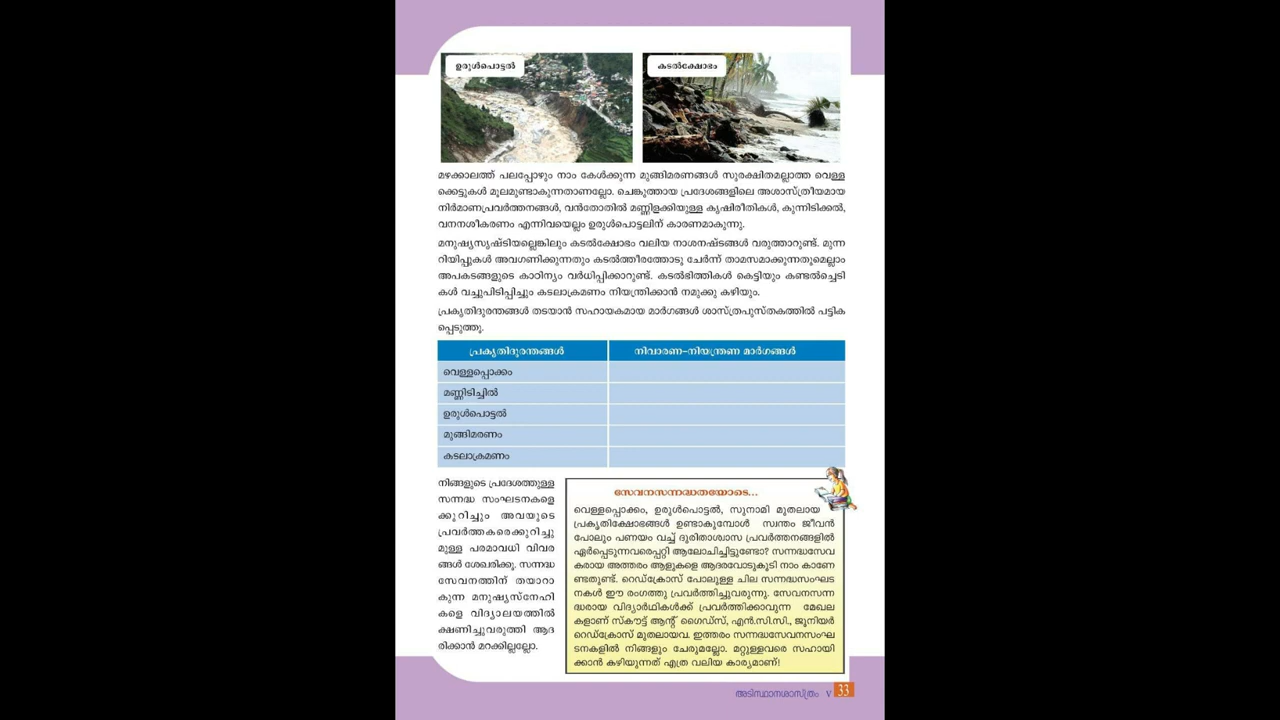 ഉരുൾപൊട്ടൽ
കടൽക്ഷോഭം
മഴക്കാലത്ത് പലപ്പോഴും നാം കേൾക്കുന്ന മുങ്ങിമരണങ്ങൾ സുരക്ഷിതമല്ലാത്ത വെള്ള
ക്കെട്ടുകൾ മൂലമുണ്ടാകുന്നതാണല്ലോ. ചെങ്കുത്തായ പ്രദേശങ്ങളിലെ അശാസ്ത്രീയമായ
നിർമാണപ്രവർത്തനങ്ങൾ, വൻതോതിൽ മണ്ണിളക്കിയുള്ള കൃഷിരീതികൾ, കുന്നിടിക്കൽ,
വനനശീകരണം എന്നിവയെല്ലാം ഉരുൾപൊട്ടലിന് കാരണമാകുന്നു.
മനുഷ്യസൃഷ്ടിയല്ലെങ്കിലും കടൽക്ഷോഭം വലിയ നാശനഷ്ടങ്ങൾ വരുത്താറുണ്ട്. മുന്ന
റിയിപ്പുകൾ അവഗണിക്കുന്നതും കടൽത്തീരത്തോടു ചേർന്ന് താമസമാക്കുന്നതുമെല്ലാം
അപകടങ്ങളുടെ കാഠിന്യം വർധിപ്പിക്കാറുണ്ട്. കടൽഭിത്തികൾ കെട്ടിയും കണ്ടൽച്ചെടി
കൾ വച്ചുപിടിപ്പിച്ചും കടലാക്രമണം നിയന്ത്രിക്കാൻ നമുക്കു കഴിയും.
പ്രകൃതിദുരന്തങ്ങൾ തടയാൻ സഹായകമായ മാർഗങ്ങൾ ശാസ്ത്രപുസ്തകത്തിൽ പട്ടിക
പ്പെടുത്തൂ.
പ്രകൃതിദുരന്തങ്ങൾ
നിവാരണ-നിയന്ത്രണ മാർഗങ്ങൾ
വെള്ളപ്പൊക്കം
മണ്ണിടിച്ചിൽ
ഉരുൾപൊട്ടൽ
മുങ്ങിമരണം
കടലാക്രമണം
നിങ്ങളുടെ പ്രദേശത്തുള്ള
സന്നദ്ധ സംഘടനകളെ
ക്കുറിച്ചും അവയുടെ
പ്രവർത്തകരെക്കുറിച്ചു
മുള്ള പരമാവധി വിവര
ങ്ങൾ ശേഖരിക്കൂ. സന്നദ്ധ
സേവനത്തിന് തയാറാ
കുന്ന മനുഷ്യസ്നേഹി
കളെ വിദ്യാലയത്തിൽ
ക്ഷണിച്ചുവരുത്തി ആദ
രിക്കാൻ മറക്കില്ലല്ലോ.
സേവനസന്നദ്ധതയോടെ...
വെള്ളപ്പൊക്കം, ഉരുൾപൊട്ടൽ, സുനാമി മുതലായ
പ്രകൃതിക്ഷോഭങ്ങൾ ഉണ്ടാകുമ്പോൾ സ്വന്തം ജീവൻ
പോലും പണയം വച്ച് ദുരിതാശ്വാസ പ്രവർത്തനങ്ങളിൽ
ഏർപ്പെടുന്നവരെപ്പറ്റി ആലോചിച്ചിട്ടുണ്ടോ? സന്നദ്ധസേവ
കരായ അത്തരം ആളുകളെ ആദരവോടുകൂടി നാം കാണേ
ണ്ടതുണ്ട്. റെഡ്ക്രോസ് പോലുള്ള ചില സന്നദ്ധസംഘട
നകൾ ഈ രംഗത്തു പ്രവർത്തിച്ചുവരുന്നു. സേവനസന്ന
ദ്ധരായ വിദ്യാർഥികൾക്ക് പ്രവർത്തിക്കാവുന്ന മേഖല
കളാണ് സ്കൗട്ട് ആന്റ് ഗൈഡ്സ്, എൻ.സി.സി., ജൂനിയർ
റെഡ്ക്രോസ് മുതലായവ. ഇത്തരം സന്നദ്ധസേവനസംഘ
ടനകളിൽ നിങ്ങളും ചേരുമല്ലോ. മറ്റുള്ളവരെ സഹായി
ക്കാൻ കഴിയുന്നത് എത്ര വലിയ കാര്യമാണ്!
അടിസ്ഥാനശാസ്ത്രം V 33